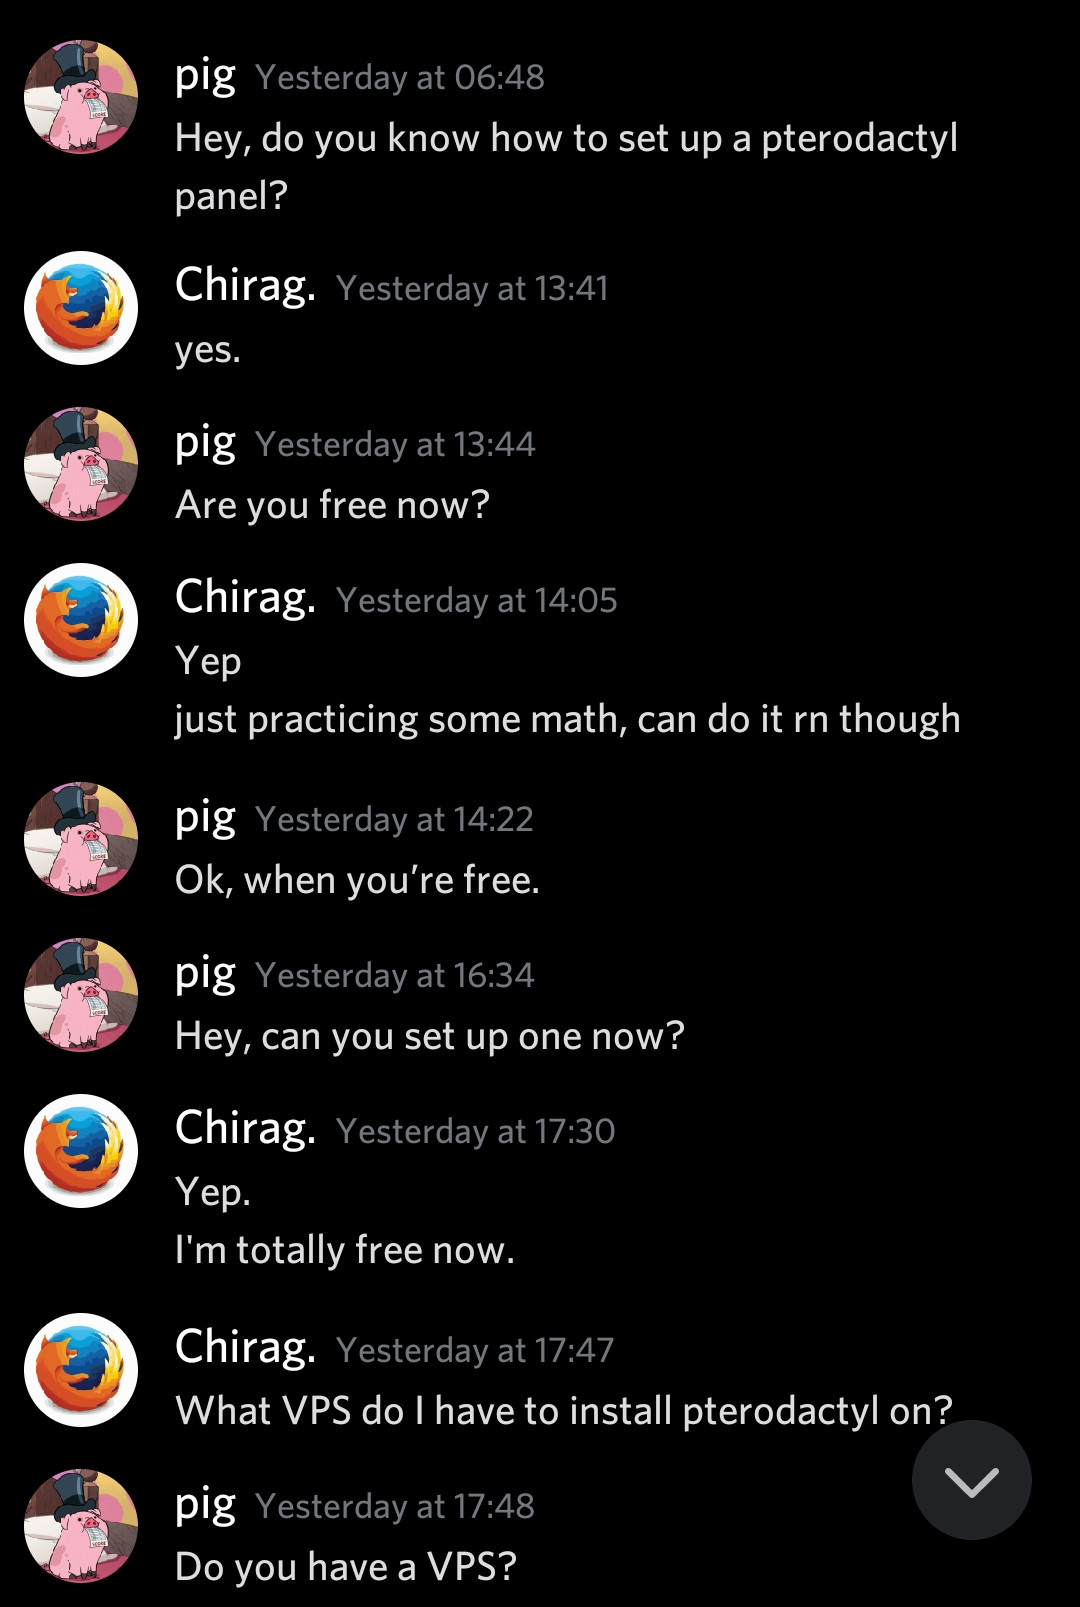 pig Yesterday at 06:48
Hey, do you know how to set up a pterodactyl
panel?
Chirag. Yesterday at 13:41
yes.
pig Yesterday at 13:44
Are you free now?
Chirag. Yesterday at 14:05
Yep
just practicing some math, can do it rn though
pig Yesterday at 14:22
Ok, when you’re free.
pig Yesterday at 16:34
Hey, can you set up one now?
Chirag. Yesterday at 17:30
Yep.
I'm totally free now.
Chirag. Yesterday at 17:47
What VPS do I have to install pterodactyl on?
pig Yesterday at 17:48
Do you have a VPS?